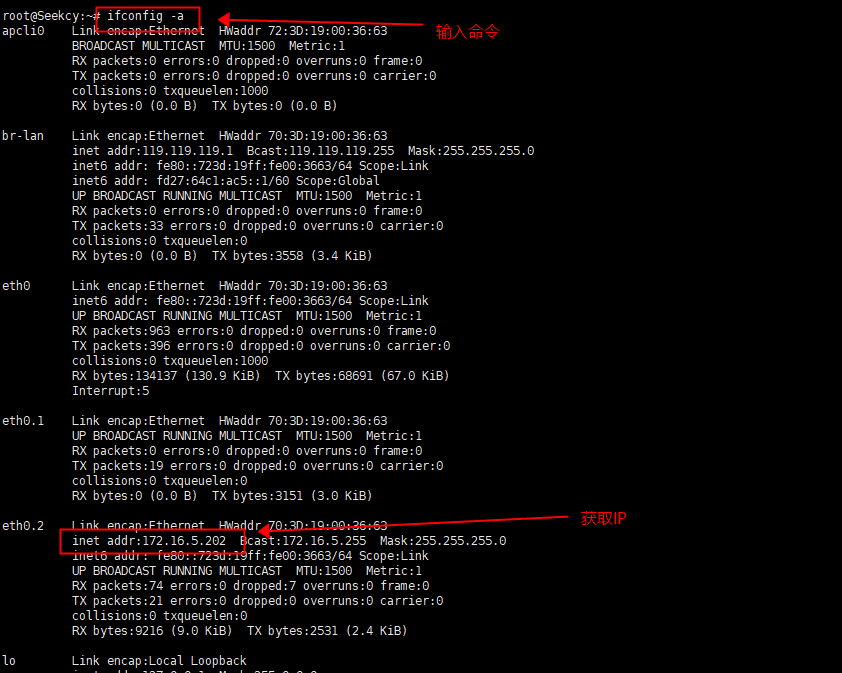 root@Seekcy:~# ifconfig -a
输入命令
apcli0 Link encap:Ethernet HWaddr 72:3D:19:00:36:63
BROADCAST MULTICAST MTU:1500 Metric:1
RX packets:0 errors:0 dropped:0 overruns:0 frame:0
TX packets:0 errors:0 dropped:0 overruns:0 carrier:0
collisions:0 txqueuelen:1000
RX bytes:0 (0.0 B) TX bytes:0 (0.0 B)
br-lan Link encap:Ethernet HWaddr 70:3D:19:00:36:63
inet addr:119.119.119.1 Bcast:119.119.119.255 Mask:255.255.255.0
inet6 addr: fe80::723d:19ff:fe00:3663/64 Scope:Link
inet6 addr: fd27:64c1:ac5::1/60 Scope:Global
UP BROADCAST RUNNING MULTICAST MTU:1500 Metric:1
RX packets:0 errors:0 dropped:0 overruns:0 frame:0
TX packets:33 errors:0 dropped:0 overruns:0 carrier:0
collisions:0 txqueuelen:0
RX bytes:0 (0.0 B) TX bytes:3558 (3.4 KiB)
eth0 Link encap:Ethernet HWaddr 70:3D:19:00:36:63
inet6 addr: fe80::723d:19ff:fe00:3663/64 Scope:Link
UP BROADCAST RUNNING MULTICAST MTU:1500 Metric:1
RX packets:963 errors:0 dropped:0 overruns:0 frame:0
TX packets:396 errors:0 dropped:0 overruns:0 carrier:0
collisions:0 txqueuelen:1000
RX bytes:134137 (130.9 KiB) TX bytes:68691 (67.0 KiB)
Interrupt:5
eth0.1 Link encap:Ethernet HWaddr 70:3D:19:00:36:63
UP BROADCAST RUNNING MULTICAST MTU:1500 Metric:1
RX packets:0 errors:0 dropped:0 overruns:0 frame:0
TX packets:19 errors:0 dropped:0 overruns:0 carrier:0
collisions:0 txqueuelen:0
RX bytes:0 (0.0 B) TX bytes:3151 (3.0 KiB)
eth0.2 Link encap:Ethernet HWaddr 70:3D:19:00:36:63
获取IP
inet addr:172.16.5.202 Bcast:172.16.5.255 Mask:255.255.255.0
inet6 addr: fe80::723d:19ff:fe00:3663/64 Scope:Link
UP BROADCAST RUNNING MULTICAST MTU:1500 Metric:1
RX packets:74 errors:0 dropped:7 overruns:0 frame:0
TX packets:21 errors:0 dropped:0 overruns:0 carrier:0
collisions:0 txqueuelen:0
RX bytes:9216 (9.0 KiB) TX bytes:2531 (2.4 KiB)
lo Link encap:Local Loopback